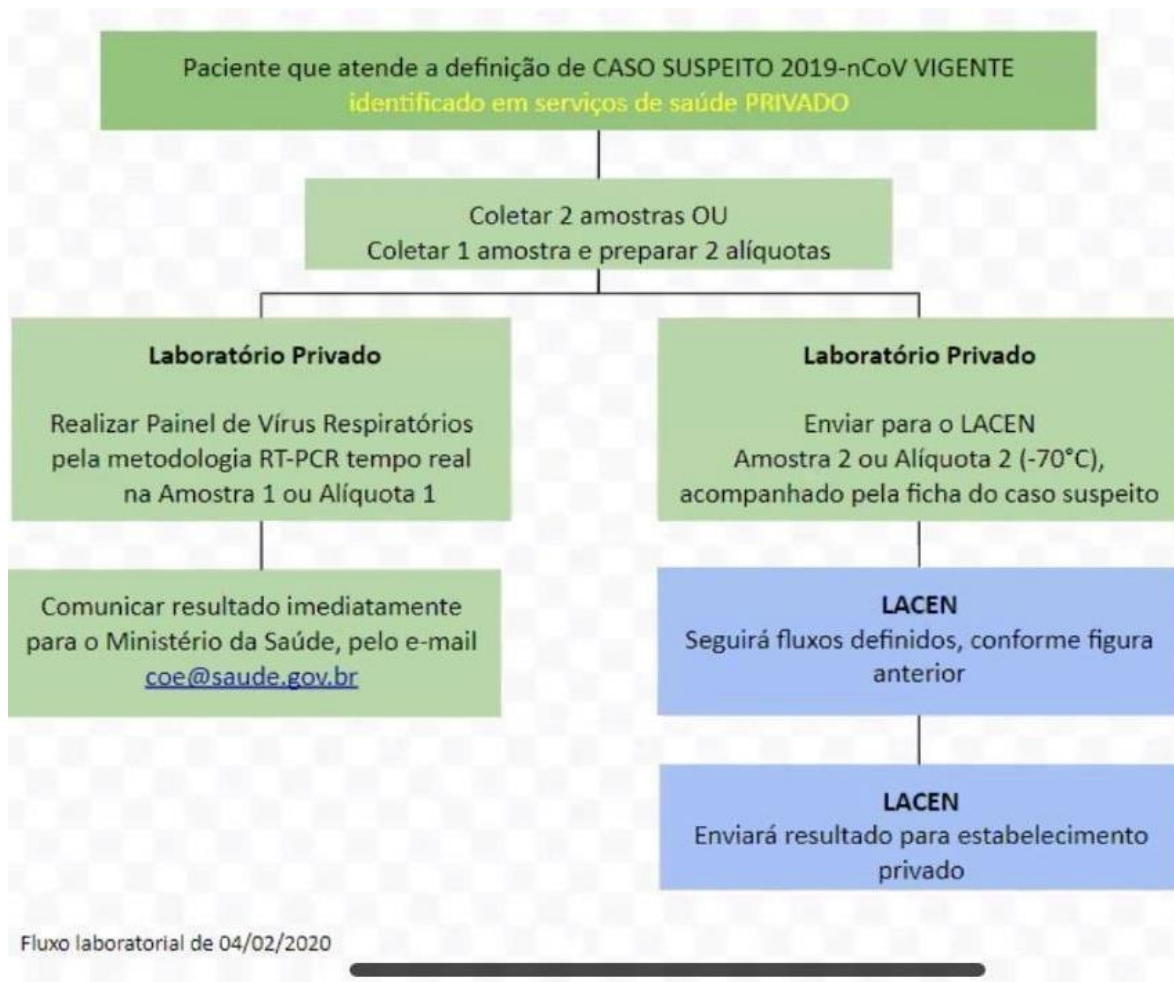 Paciente que atende a definição de CASO SUSPEITO 2019-nCoV VIGENTE
identificado em serviços de saúde PRIVADO
Coletar 2 amostras OU
Coletar 1 amostra e preparar 2 alíquotas
Laboratório Privado
Realizar Painel de Vírus Respiratórios
pela metodologia RT-PCR tempo real
na Amostra 1 ou Alíquota 1
Comunicar resultado imediatamente
para o Ministério da Saúde, pelo e-mail
coe@saude.gov.br
Laboratório Privado
Enviar para o LACEN
Amostra 2 ou Alíquota 2 (-70°C),
acompanhado pela ficha do caso suspeito
LACEN
Seguirá fluxos definidos, conforme figura
anterior
LACEN
Enviará resultado para estabelecimento
privado
Fluxo laboratorial de 04/02/2020